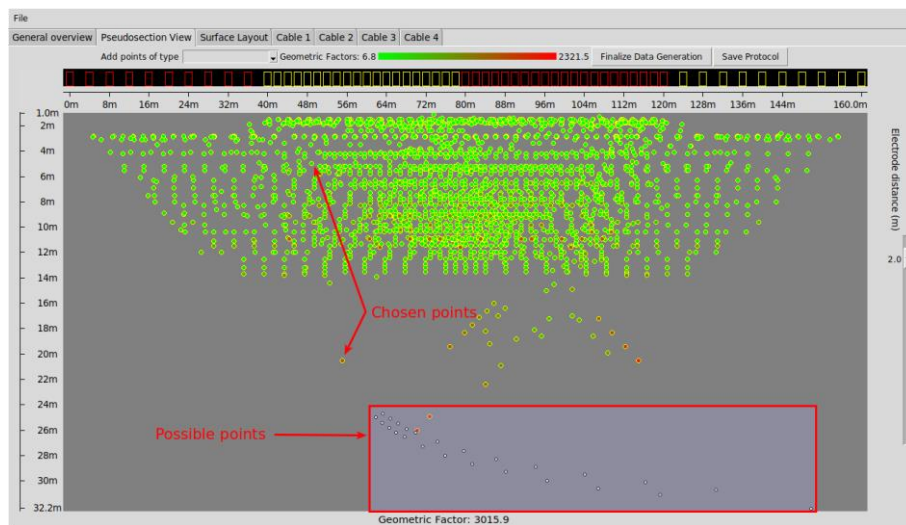 File
General overview Pseudosection View Surface Layout Cable 1 Cable 2 Cable 3 Cable 4
Add points of type Geometric Factors: 6.8 2321.5 Finalize Data Generation Save Protocol
0m 8m 16m 24m 32m 40m 48m 56m 64m 72m 80m 88m 96m 104m 112m 120m 128m 136m 144m 160.0m
1.0m
2m
4m
6m
8m
10m
12m
14m
16m
18m
20m
22m
24m
26m
28m
30m
32.2m
Chosen points
Possible points
Electrode distance (m)
2.0
Geometric Factor: 3015.9